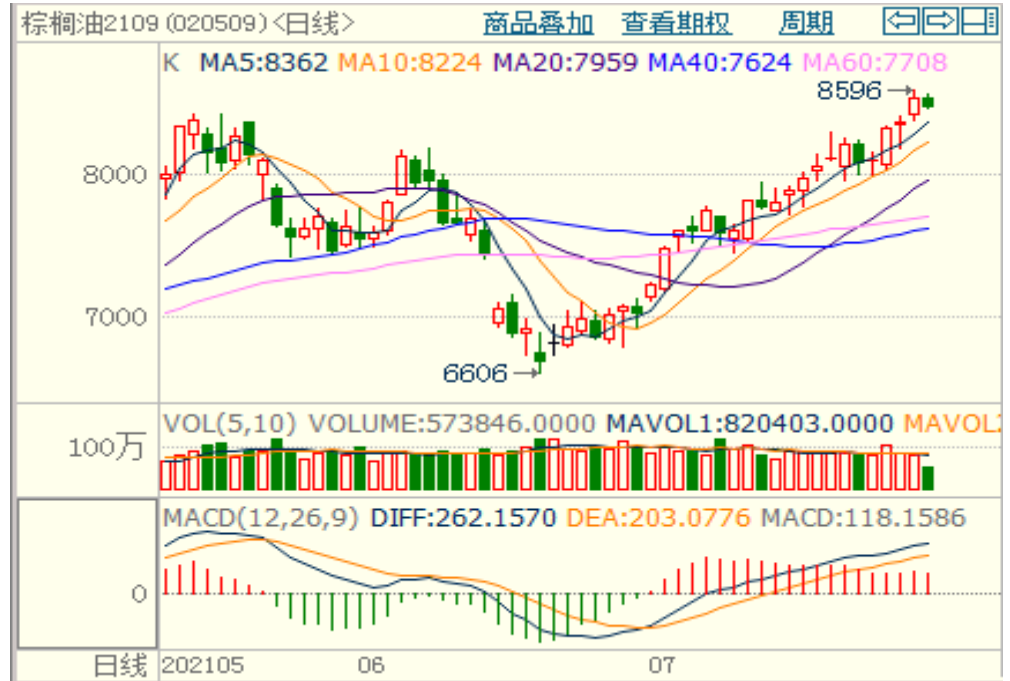 棕榈油2109 (020509) <日线> 商品叠加 查看期权 周期
K MA5:8362 MA10:8224 MA20:7959 MA40:7624 MA60:7708
8596
8000
7000
6606
VOL(5,10) VOLUME:573846.0000 MAVOL1:820403.0000 MAVOL2
100万
MACD(12,26,9) DIFF:262.1570 DEA:203.0776 MACD:118.1586
0
日线 202105 06 07